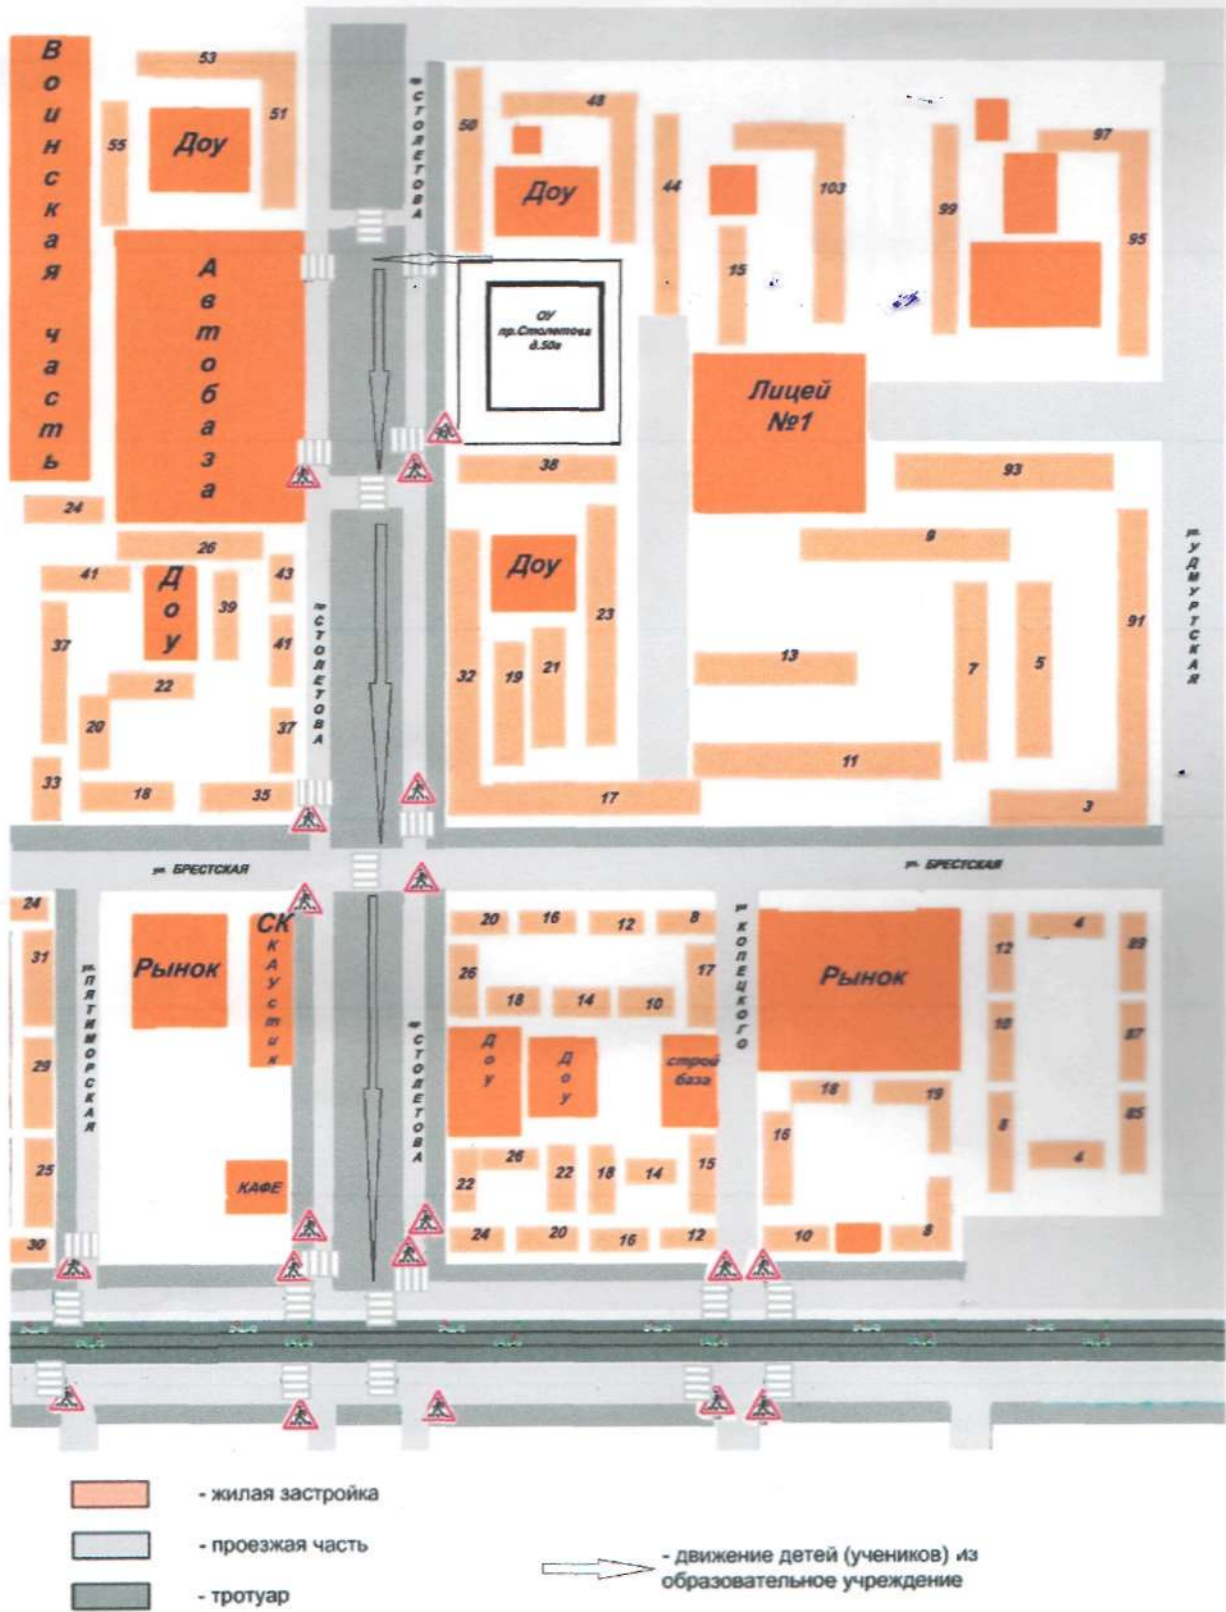 Воинская часть
53
51
55
Доу
Автобаза
пр СТОЛЕТОВА
50
48
Доу
44
103
15
99
97
95
ОУ
пр.Столетова
д.50а
Лицей
№1
38
93
24
26
41
Доу
39
43
41
37
22
20
37
33
18
35
пр СТОЛЕТОВА
Доу
23
32
19
21
17
9
13
7
5
91
11
3
ул. УДМУРТСКАЯ
ул. БРЕСТСКАЯ
ул. БРЕСТСКАЯ
24
31
29
25
30
ул. ПЯТИМОРСКАЯ
Рынок
СК
Каустик
КАФЕ
пр СТОЛЕТОВА
20
16
12
8
26
17
18
14
10
Доу
Доу
строй
база
26
22
22
18
14
15
24
20
16
12
ул КОПЕЦКОГО
Рынок
18
19
16
10
8
12
10
8
4
4
89
87
85
- жилая застройка
- проезжая часть
- тротуар
- движение детей (учеников) из
образовательное учреждение